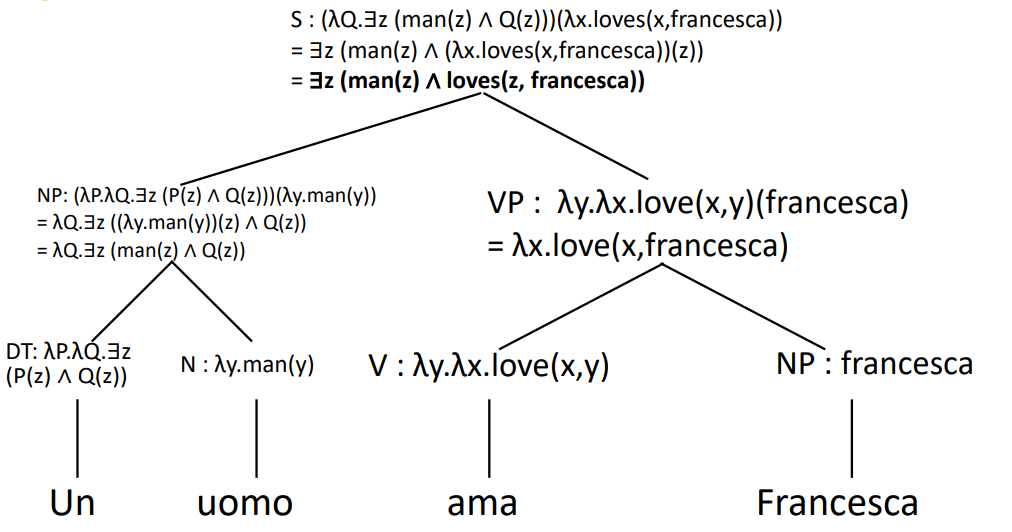 S : (λQ.∃z (man(z) ∧ Q(z)))(λx.loves(x,francesca))
= ∃z (man(z) ∧ (λx.loves(x,francesca))(z))
= ∃z (man(z) ∧ loves(z, francesca))
NP: (λP.λQ.∃z (P(z) ∧ Q(z)))(λy.man(y))
= λQ.∃z ((λy.man(y))(z) ∧ Q(z))
= λQ.∃z (man(z) ∧ Q(z))
VP : λy.λx.love(x,y)(francesca)
= λx.love(x,francesca)
DT: λP.λQ.∃z
(P(z) ∧ Q(z))
N : λy.man(y)
V : λy.λx.love(x,y)
NP : francesca
Un
uomo
ama
Francesca